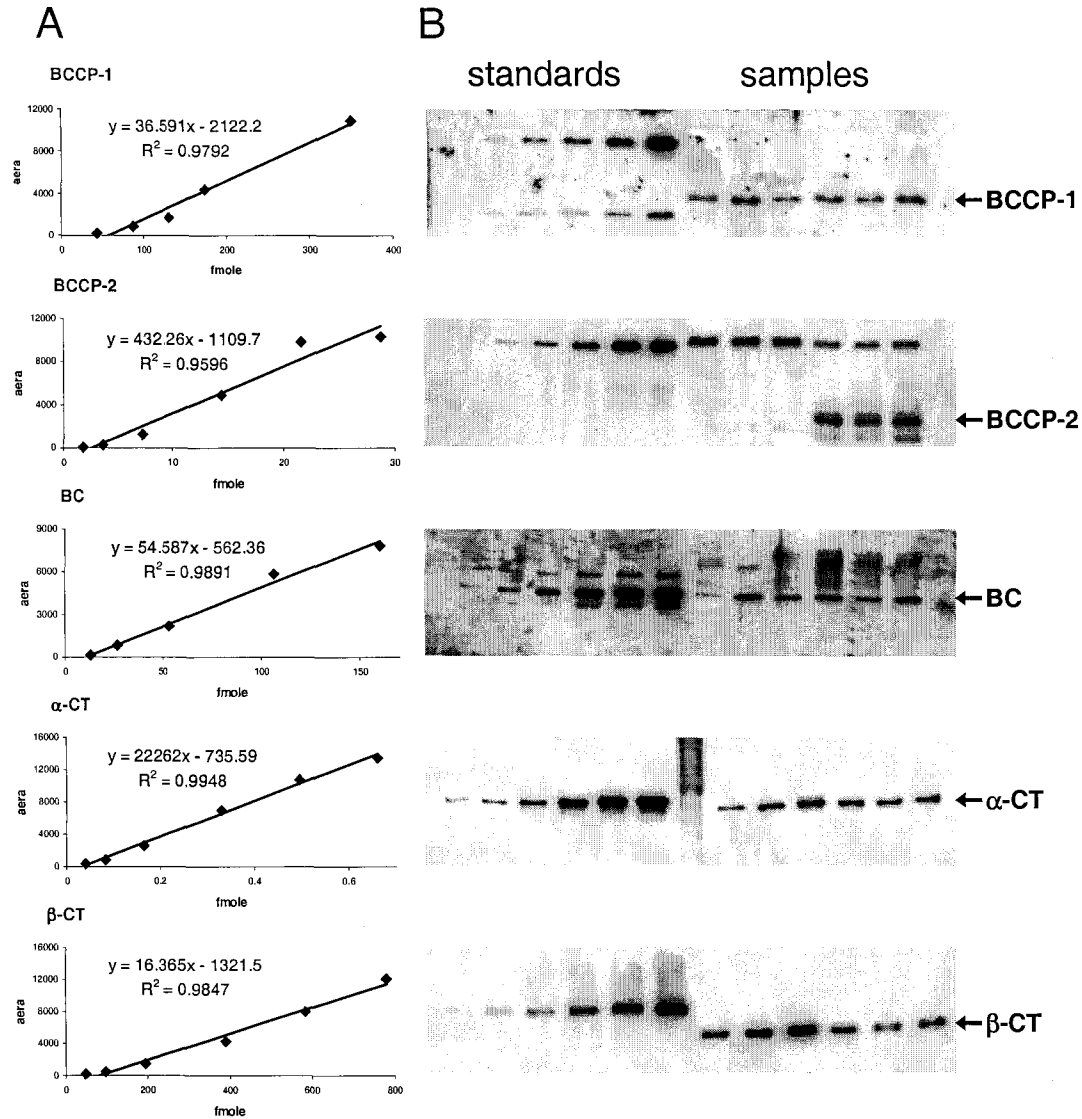 A
B
standards samples
BCCP-1
y = 36.591x - 2122.2
R² = 0.9792
aera
12000
8000
4000
0
0 100 200 300 400
fmole
BCCP-1
BCCP-2
y = 432.26x - 1109.7
R² = 0.9596
aera
12000
8000
4000
0
0 10 20 30
fmole
BCCP-2
BC
y = 54.587x - 562.36
R² = 0.9891
aera
9000
6000
3000
0
0 50 100 150
fmole
BC
α-CT
y = 22262x - 735.59
R² = 0.9948
aera
16000
12000
8000
4000
0
0 0.2 0.4 0.6
fmole
α-CT
β-CT
y = 16.365x - 1321.5
R² = 0.9847
aera
16000
12000
8000
4000
0
0 200 400 600 800
fmole
β-CT